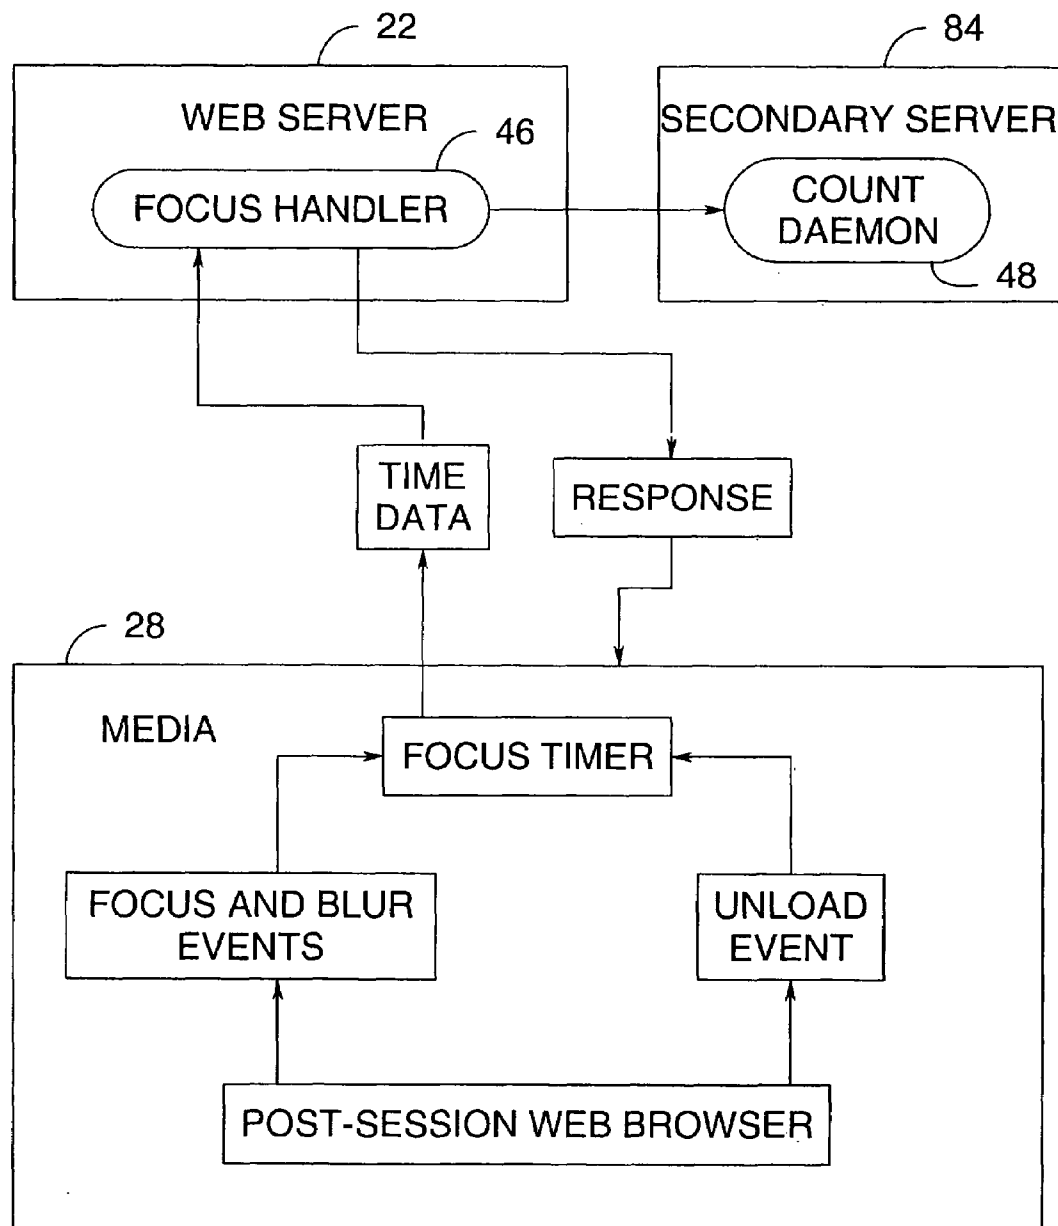 22
84
WEB SERVER
SECONDARY SERVER
46
FOCUS HANDLER
COUNT
DAEMON
48
TIME
DATA
RESPONSE
28
MEDIA
FOCUS TIMER
FOCUS AND BLUR
EVENTS
UNLOAD
EVENT
POST-SESSION WEB BROWSER